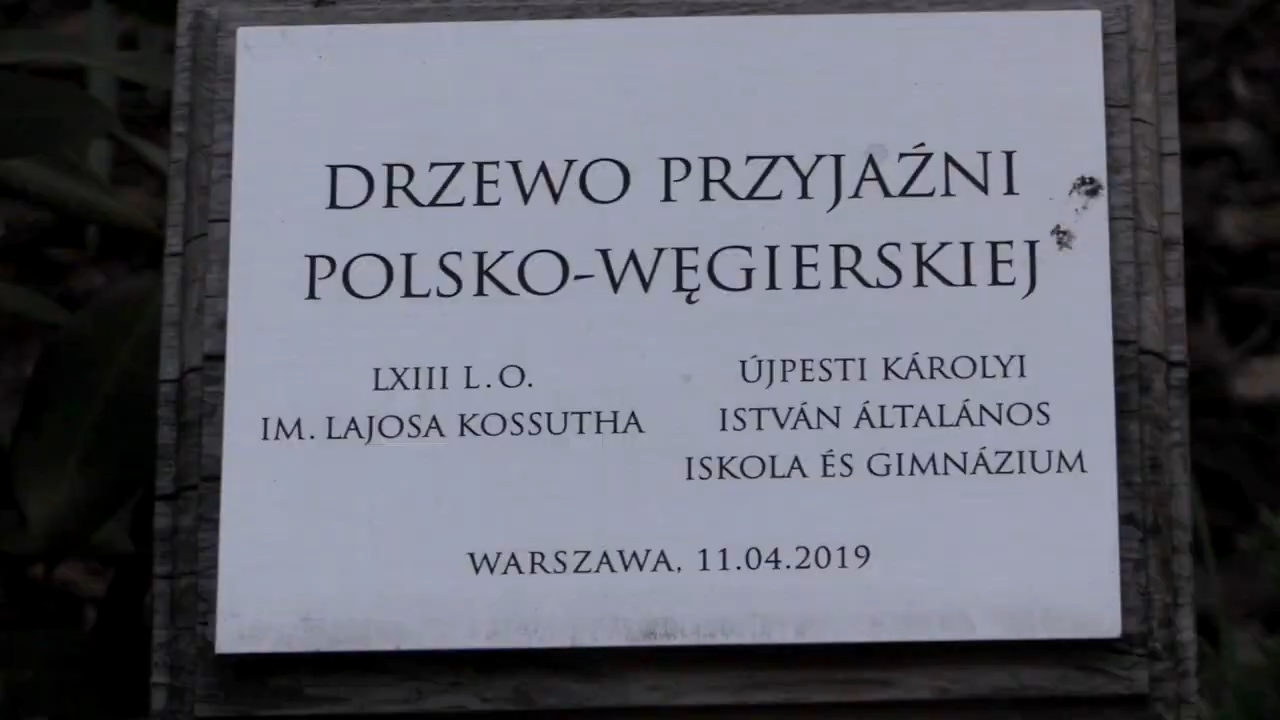 DRZEWO PRZYJAŹNI
POLSKO-WĘGIERSKIEJ
LXIII L.O.
IM. LAJOSA KOSSUTHA
ÚJPESTI KÁROLYI
ISTVÁN ÁLTALÁNOS
ISKOLA ÉS GIMNÁZIUM
WARSZAWA, 11.04.2019